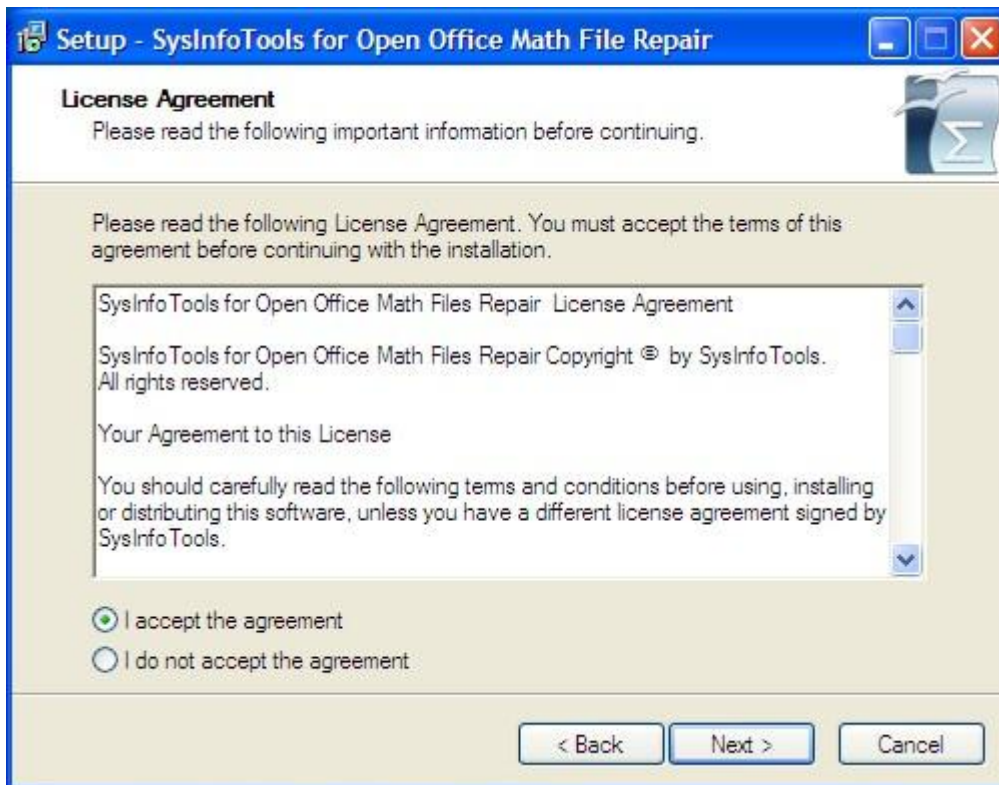 Setup - SysInfoTools for Open Office Math File Repair
License Agreement
Please read the following important information before continuing.
Please read the following License Agreement. You must accept the terms of this
agreement before continuing with the installation.
SysInfoTools for Open Office Math Files Repair  License Agreement
SysInfoTools for Open Office Math Files Repair Copyright ® by SysInfoTools.
All rights reserved.
Your Agreement to this License
You should carefully read the following terms and conditions before using, installing
or distributing this software, unless you have a different license agreement signed by
SysInfoTools.
I accept the agreement
I do not accept the agreement
< Back
Next >
Cancel